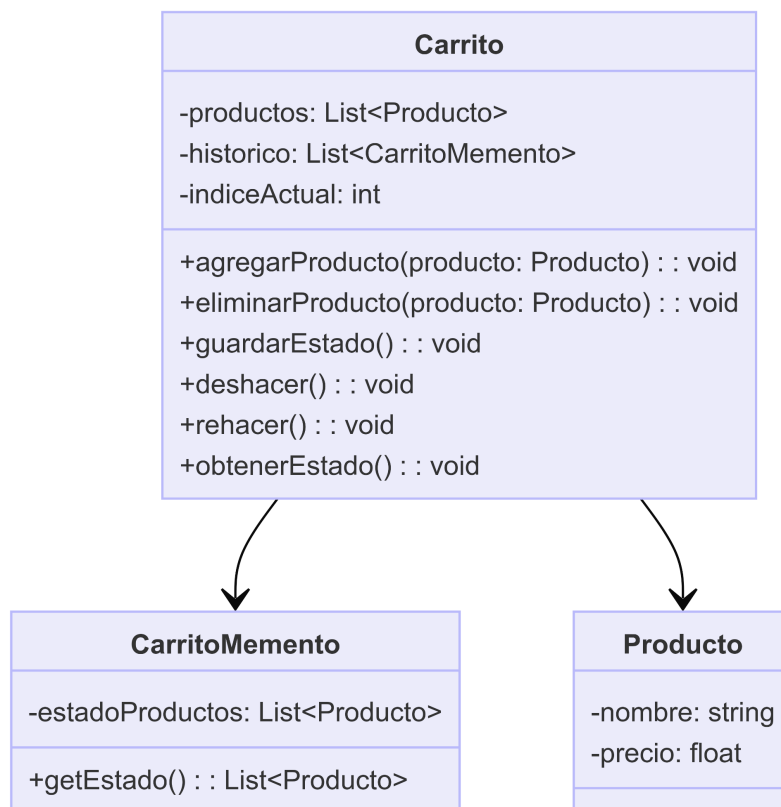 Carrito
-productos: List<Producto>
-historico: List<CarritoMemento>
-indiceActual: int
+agregarProducto(producto: Producto) : : void
+eliminarProducto(producto: Producto) : : void
+guardarEstado() : : void
+deshacer() : : void
+rehacer() : : void
+obtenerEstado() : : void
CarritoMemento
-estadoProductos: List<Producto>
+getEstado() : : List<Producto>
Producto
-nombre: string
-precio: float